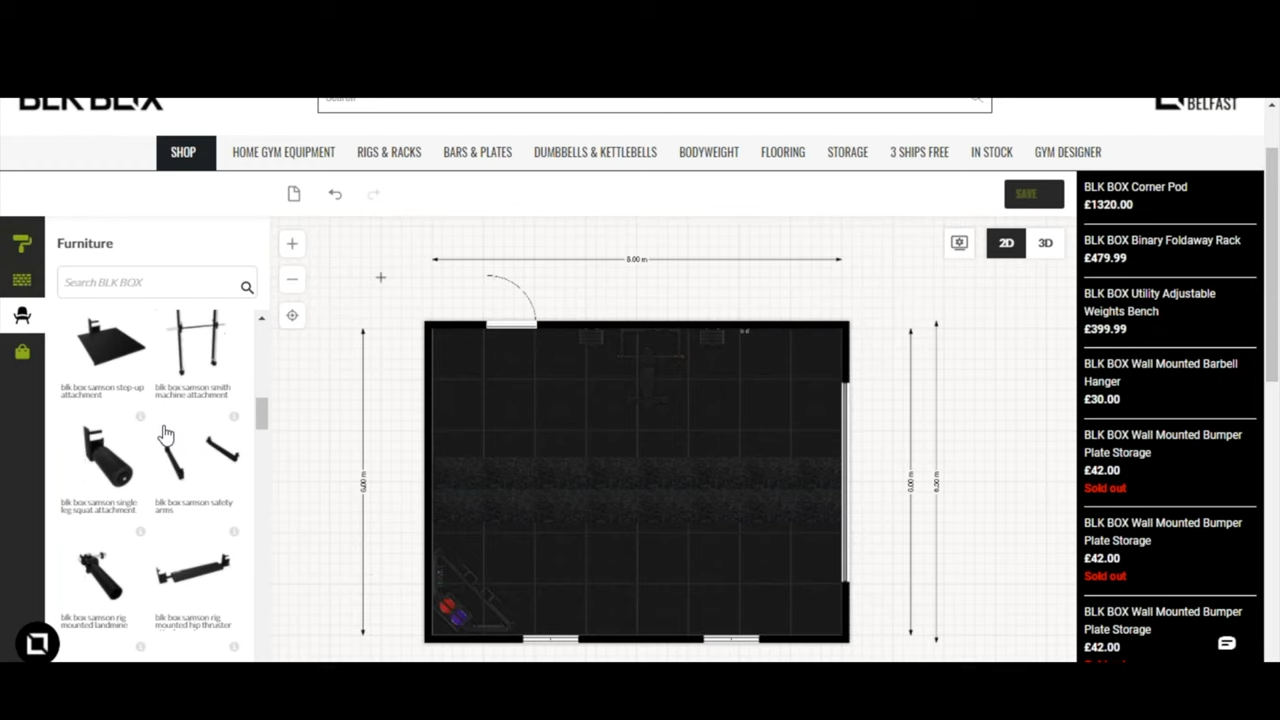 BLK BOX
Search
BELFAST
SHOP
HOME GYM EQUIPMENT
RIGS & RACKS
BARS & PLATES
DUMBBELLS & KETTLEBELLS
BODYWEIGHT
FLOORING
STORAGE
3 SHIPS FREE
IN STOCK
GYM DESIGNER
SAVE
Furniture
Search BLK BOX
2D
3D
blk box samson step-up
attachment
blk box samson smith
machine attachment
blk box samson single
leg squat attachment
blk box samson safety
arms
blk box samson rig
mounted landmine
blk box samson rig
mounted hip thruster
BLK BOX Corner Pod
£1320.00
BLK BOX Binary Foldaway Rack
£479.99
BLK BOX Utility Adjustable
Weights Bench
£399.99
BLK BOX Wall Mounted Barbell
Hanger
£30.00
BLK BOX Wall Mounted Bumper
Plate Storage
£42.00
Sold out
BLK BOX Wall Mounted Bumper
Plate Storage
£42.00
Sold out
BLK BOX Wall Mounted Bumper
Plate Storage
£42.00